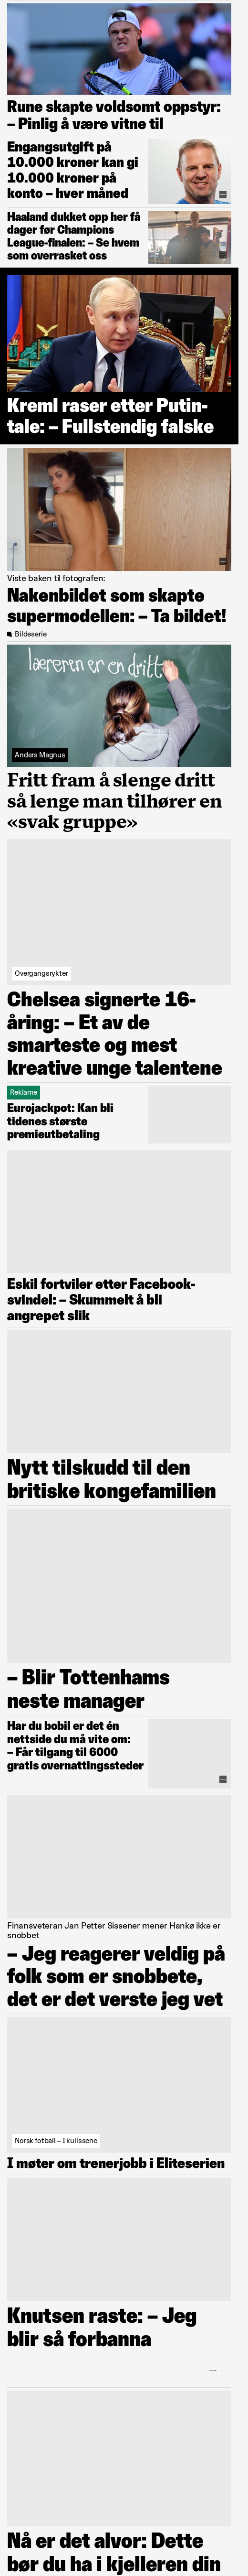 Rune skapte voldsomt oppstyr:
– Pinlig å være vitne til
Engangsutgift på
10.000 kroner kan gi
10.000 kroner på
konto – hver måned
Haaland dukket opp her få
dager før Champions
League-finalen: – Se hvem
som overrasket oss
Kreml raser etter Putin-
tale: – Fullstendig falske
Viste baken til fotografen:
Nakenbildet som skapte
supermodellen: – Ta bildet!
Bildeserie
læreren er en dritt
Anders Magnus
Fritt fram å slenge dritt
så lenge man tilhører en
«svak gruppe»
Overgangsrykter
Chelsea signerte 16-
åring: – Et av de
smarteste og mest
kreative unge talentene
Reklame
Eurojackpot: Kan bli
tidenes største
premieutbetaling
Eskil fortviler etter Facebook-
svindel: – Skummelt å bli
angrepet slik
Nytt tilskudd til den
britiske kongefamilien
– Blir Tottenhams
neste manager
Har du bobil er det én
nettside du må vite om:
– Får tilgang til 6000
gratis overnattingssteder
Finansveteran Jan Petter Sissener mener Hankø ikke er
snobbet
– Jeg reagerer veldig på
folk som er snobbete,
det er det verste jeg vet
Norsk fotball – I kulissene
I møter om trenerjobb i Eliteserien
Knutsen raste: – Jeg
blir så forbanna
Nå er det alvor: Dette
bør du ha i kjelleren din